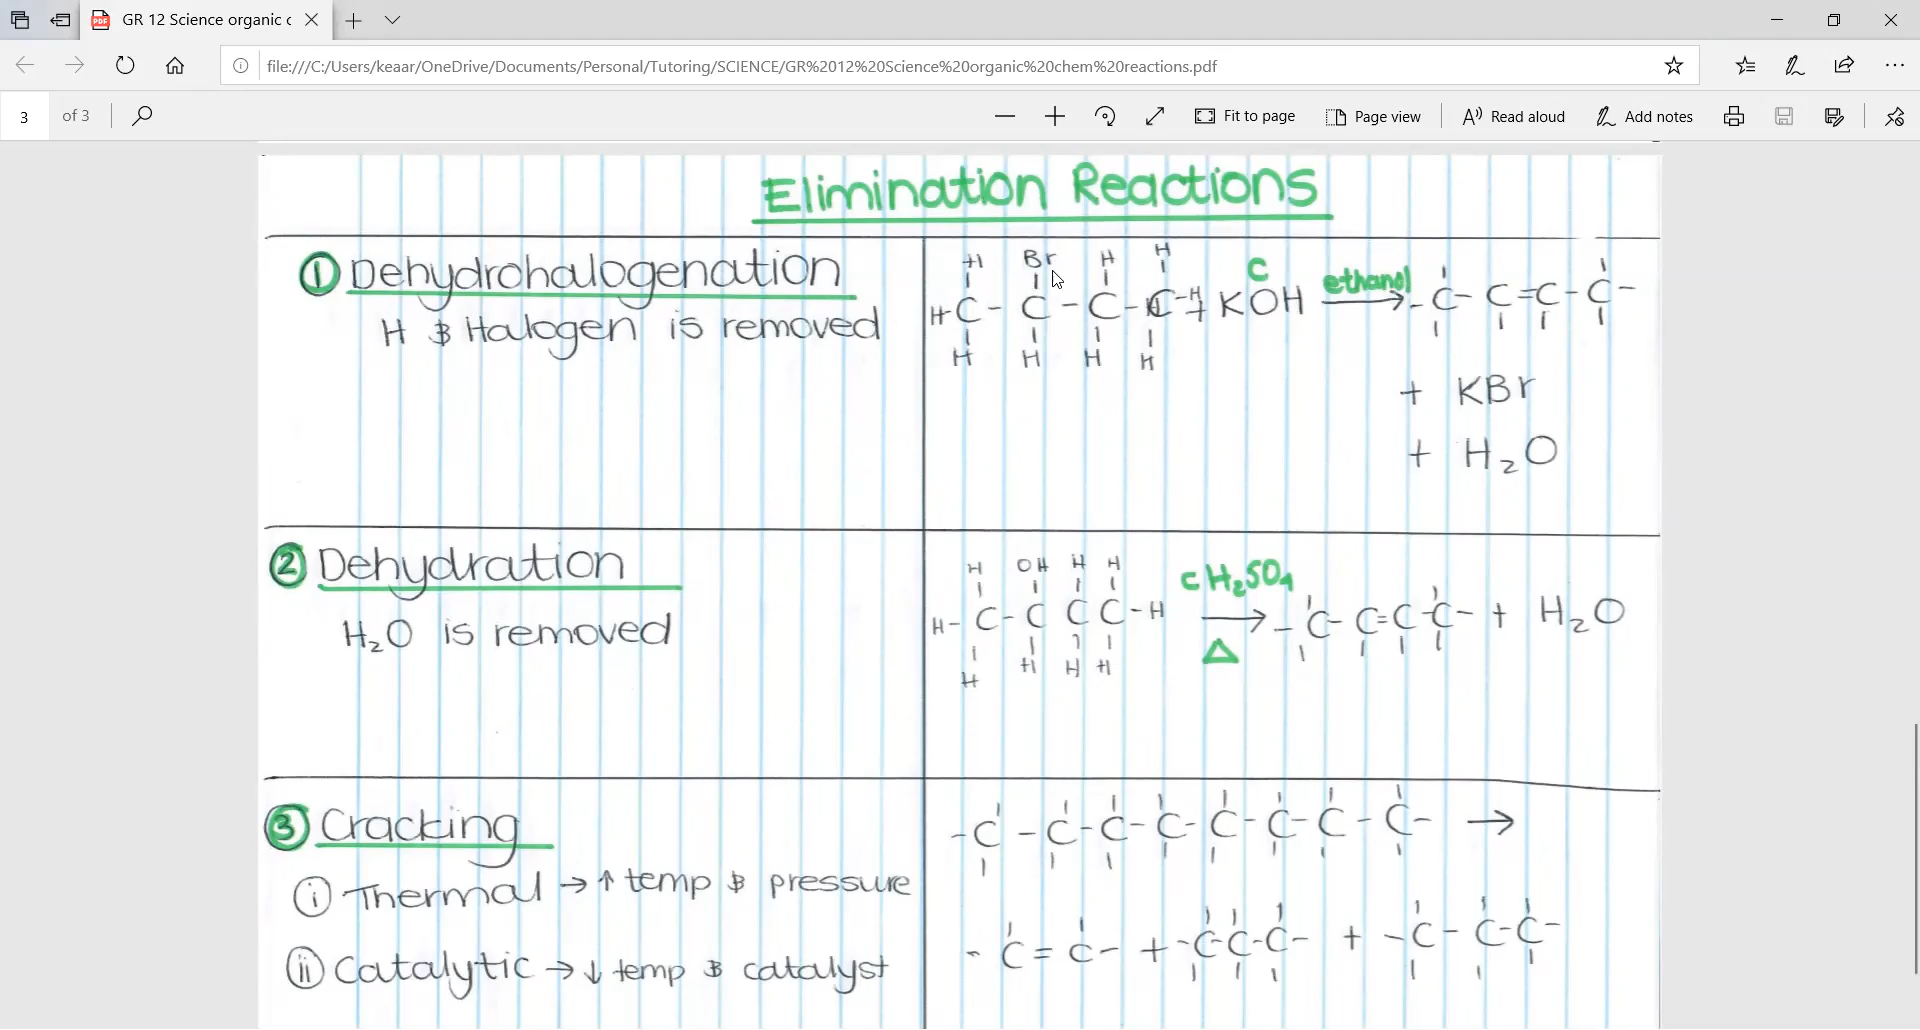 GR 12 Science organic c
file:///C:/Users/keaar/OneDrive/Documents/Personal/Tutoring/SCIENCE/GR%2012%20Science%20organic%20chem%20reactions.pdf
3 of 3 Fit to page Page view Read aloud Add notes
Elimination Reactions
① Dehydrohalogenation
H & Halogen is removed
H Br H H
H-C-C-C-C-H + KOH ethanol → -C-C=C-C-
C
H H H H
+ KBr
+ H₂O
② Dehydration
H₂O is removed
H OH H H
H-C-C C C-H cH₂SO₄ → -C-C=C-C- + H₂O
Δ
H H H H
③ Cracking
-C-C-C-C-C-C-C-C- →
ⓘ Thermal → ↑ temp & pressure
-C=C- + -C-C-C- + -C-C-C-
ⅱ Catalytic → ↓ temp & catalyst